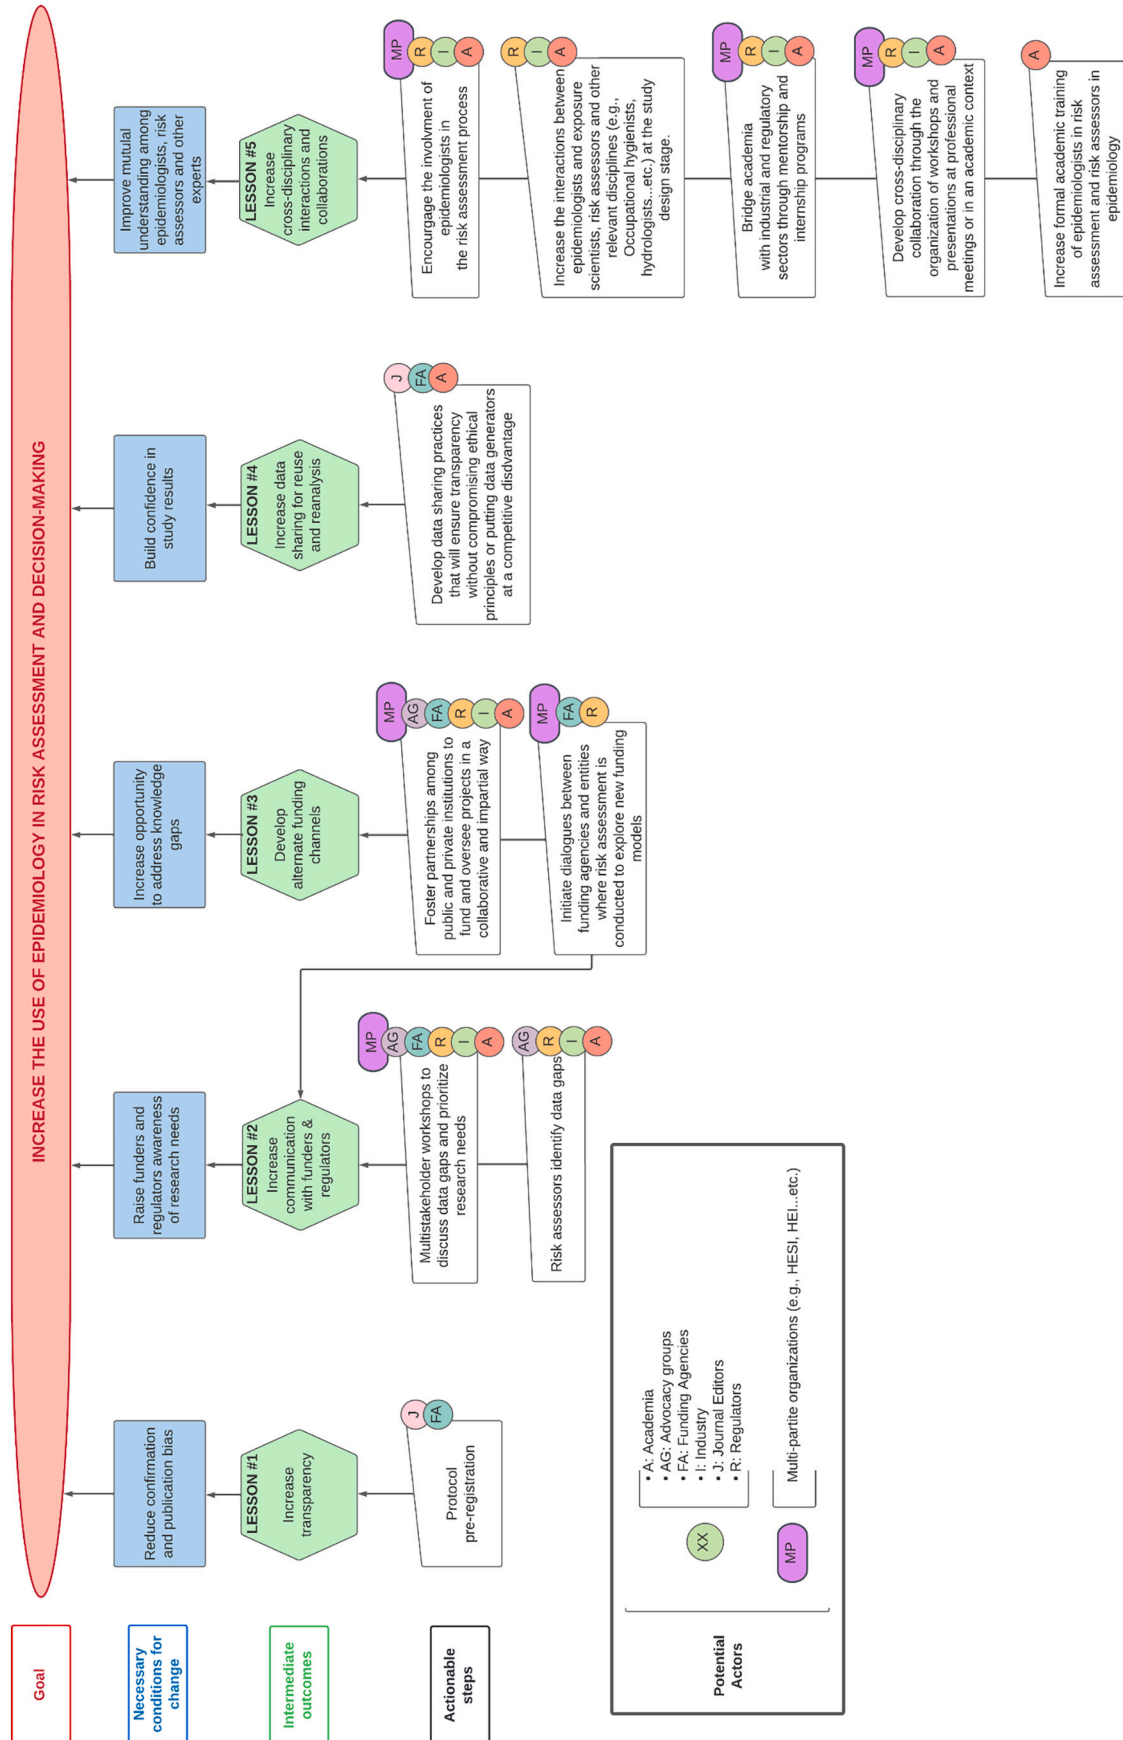 Goal
INCREASE THE USE OF EPIDEMIOLOGY IN RISK ASSESSMENT AND DECISION-MAKING
Necessary
conditions for
change
Reduce confirmation
and publication bias
Raise funders and
regulators awareness
of research needs
Increase opportunity
to address knowledge
gaps
Build confidence in
study results
Improve mutulal
understanding among
epidemiologists, risk
assessors and other
experts
Intermediate
outcomes
LESSON #1
Increase
transparency
LESSON #2
Increase
communication
with funders &
regulators
LESSON #3
Develop
alternate funding
channels
LESSON #4
Increase data
sharing for reuse
and reanalysis
LESSON #5
Increase
cross-disciplinary
interactions and
collaborations
Actionable
steps
Protocol
pre-registration
J
FA
Multistakeholder workshops to
discuss data gaps and prioritize
research needs
MP
AG
FA
R
I
A
Risk assessors identify data gaps
AG
R
I
A
Foster partnerships among
public and private institutions to
fund and oversee projects in a
collaborative and impartial way
MP
AG
FA
R
I
A
Initiate dialogues between
funding agencies and entities
where risk assessment is
conducted to explore new funding
models
MP
FA
R
Develop data sharing practices
that will ensure transparency
without compromising ethical
principles or putting data generators
at a competitive disdvantage
J
FA
A
Encourgage the involvment of
epidemiologists in
the risk assessment process
MP
R
I
A
Increase the interactions between
epidemiologists and exposure
scientists, risk assessors and other
relevant disciplines (e.g.,
Occupational hygienists,
hydrologists...etc.) at the study
design stage.
R
I
A
Bridge academia
with industrial and regulatory
sectors through mentorship and
internship programs
MP
R
I
A
Develop cross-disciplinary
collaboration through the
organization of workshops and
presentations at professional
meetings or in an academic context
MP
R
I
A
Increase formal academic training
of epidemiologists in risk
assessment and risk assessors in
epidemiology
A
Potential
Actors
XX
• A: Academia
• AG: Advocacy groups
• FA: Funding Agencies
• I: Industry
• J: Journal Editors
• R: Regulators
MP
Multi-partite organizations (e.g., HESI, HEI...etc.)